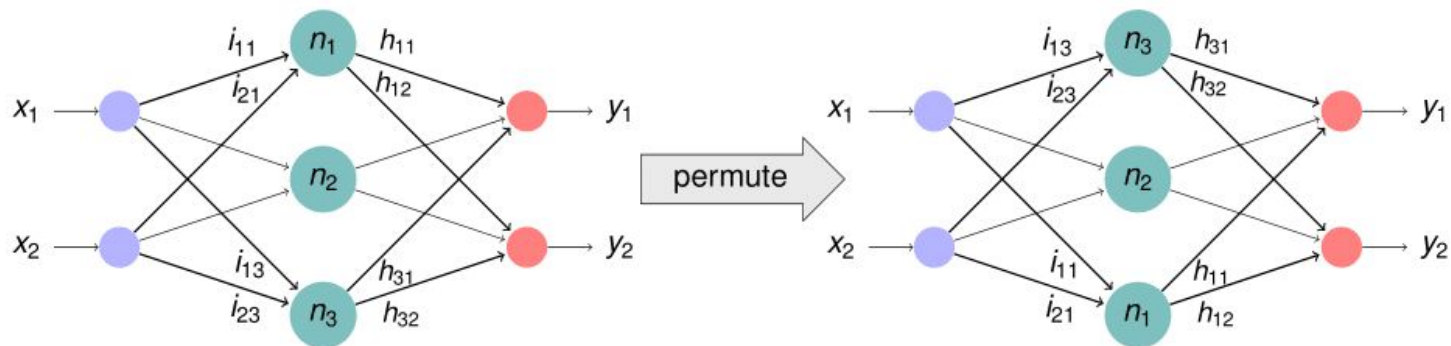 n₁
i₁₁
h₁₁
i₂₁
h₁₂
x₁
y₁
n₂
x₂
y₂
i₁₃
h₃₁
i₂₃
n₃
h₃₂
permute
n₃
i₁₃
h₃₁
i₂₃
h₃₂
x₁
y₁
n₂
x₂
y₂
i₁₁
h₁₁
i₂₁
n₁
h₁₂